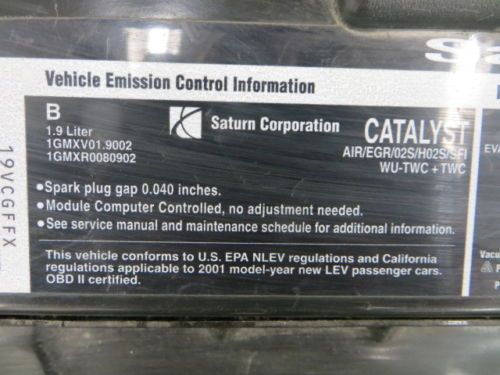 Vehicle Emission Control Information
B
1.9 Liter
1GMXV01.9002
1GMXR0080902
Saturn Corporation
CATALYST
AIR/EGR/02S/H02S/SFI
WU-TWC + TWC
•Spark plug gap 0.040 inches.
•Module Computer Controlled, no adjustment needed.
•See service manual and maintenance schedule for additional information.
This vehicle conforms to U.S. EPA NLEV regulations and California
regulations applicable to 2001 model-year new LEV passenger cars.
OBD II certified.
19VCGFFX
EVA
Vacu